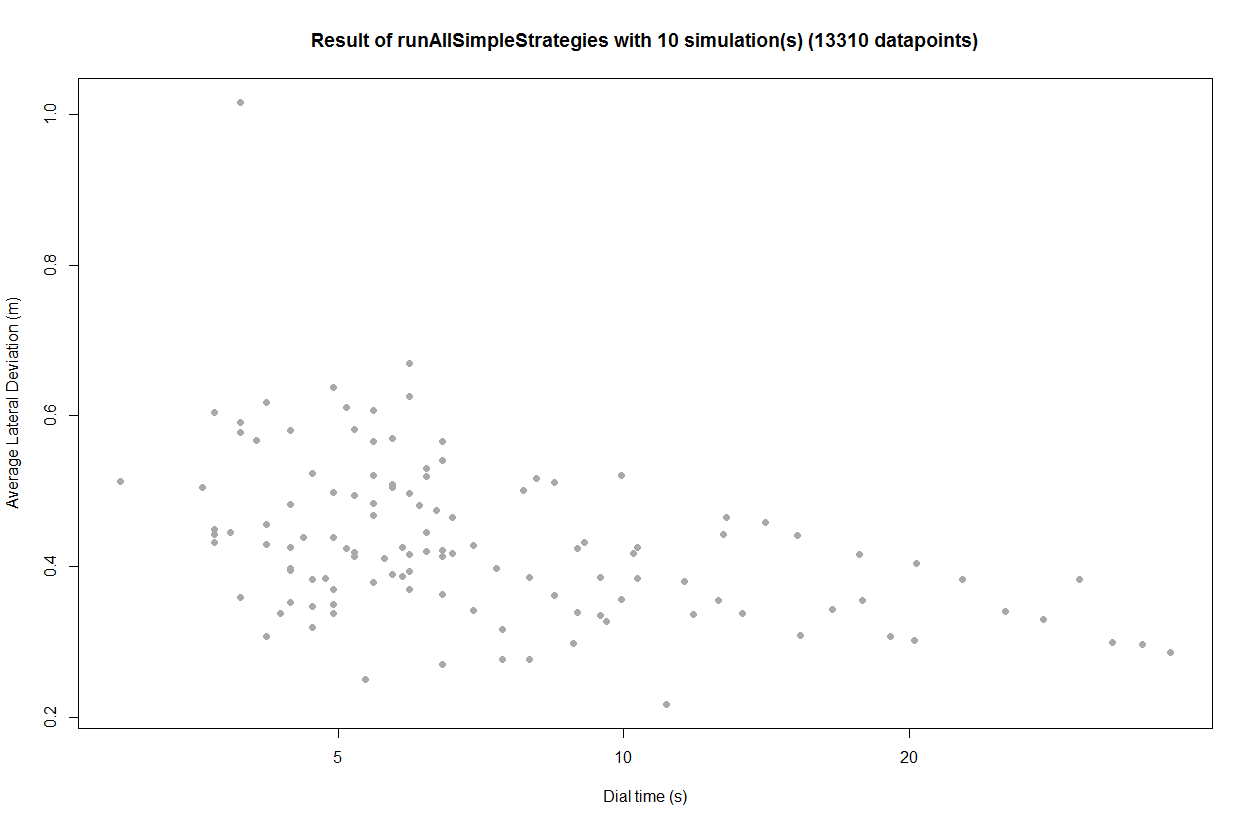 Result of runAllSimpleStrategies with 10 simulation(s) (13310 datapoints)
1.0
0.8
0.6
0.4
0.2
Average Lateral Deviation (m)
5
10
20
Dial time (s)